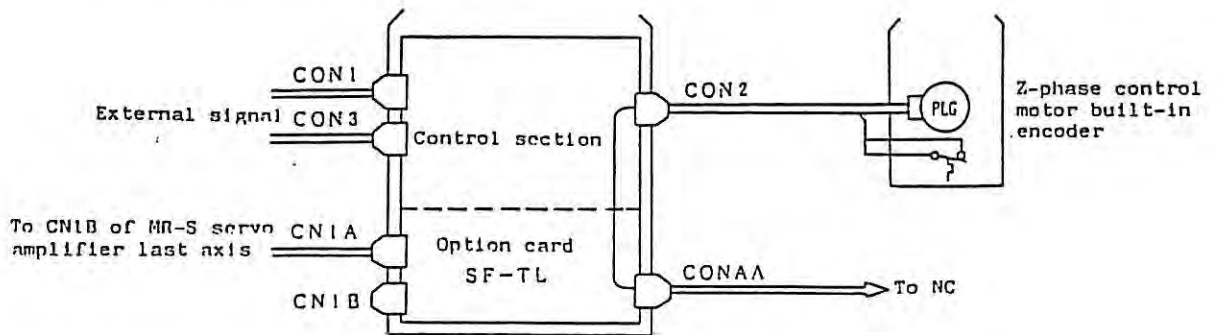 CON1
External signal CON3
Control section
CON2
PLG
Z-phase control
motor built-in
encoder
To CN1B of MR-S servo
amplifier last axis
CN1A
Option card
SF-TL
CN1B
CONAA
To NC